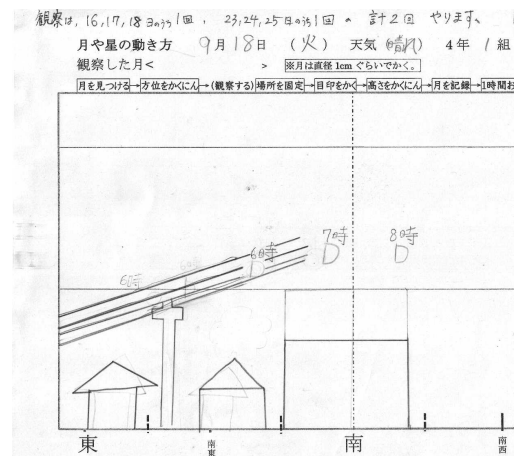 観察は、16,17,18日のうち1回、23,24,25日のうち1回の計2回やります。
月や星の動き方 9月18日 (火) 天気(晴れ) 4年1組
観察した月< > ※月は直径1cmぐらいでかく。
月を見つける→方位をかくにん→(観察する)場所を固定→目印をかく→高さをかくにん→月を記録→1時間お
6時 7時 8時
6時
東 南東 南 南西